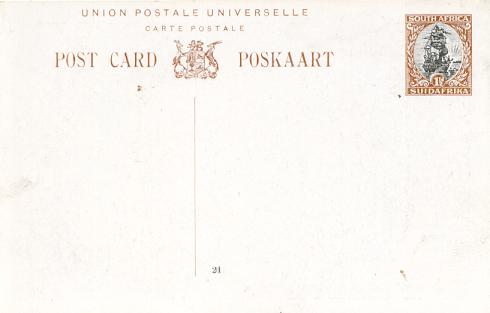 UNION POSTALE UNIVERSELLE
CARTE POSTALE
POST CARD POSKAART
SOUTH AFRICA
1D
SUIDAFRIKA
21